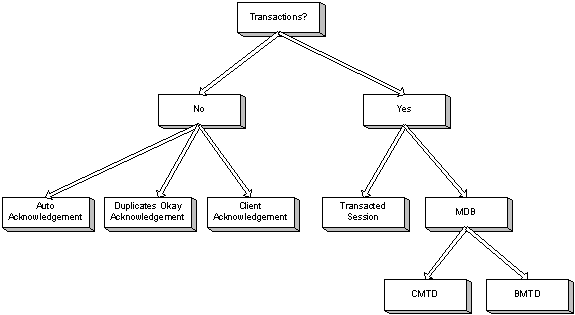 Transactions?
No
Yes
Auto
Acknowledgement
Duplicates Okay
Acknowledgement
Client
Acknowledgement
Transacted
Session
MDB
CMTD
BMTD